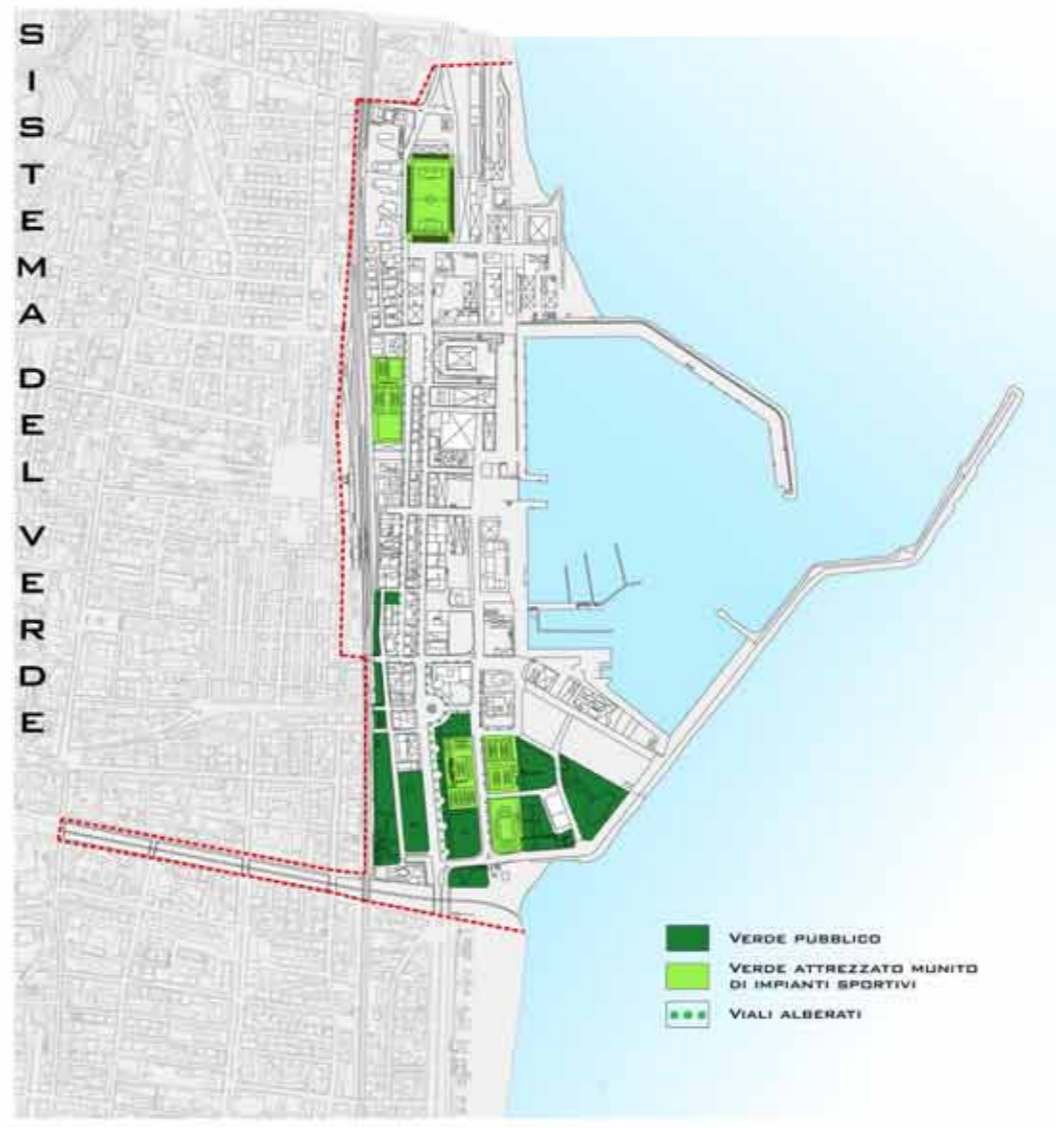 SISTEMA DEL VERDE
VERDE PUBBLICO
VERDE ATTREZZATO MUNITO
DI IMPIANTI SPORTIVI
VIALI ALBERATI